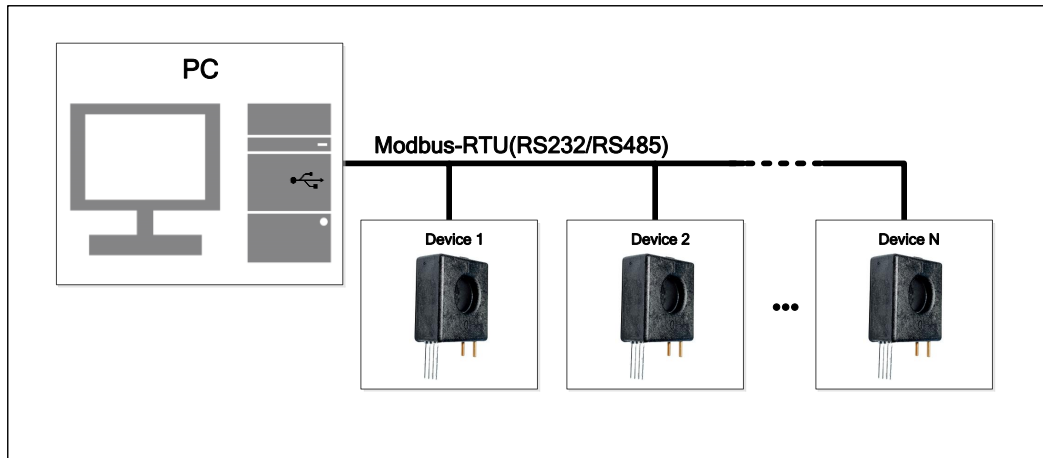 PC
Modbus-RTU(RS232/RS485)
Device 1
Device 2
Device N